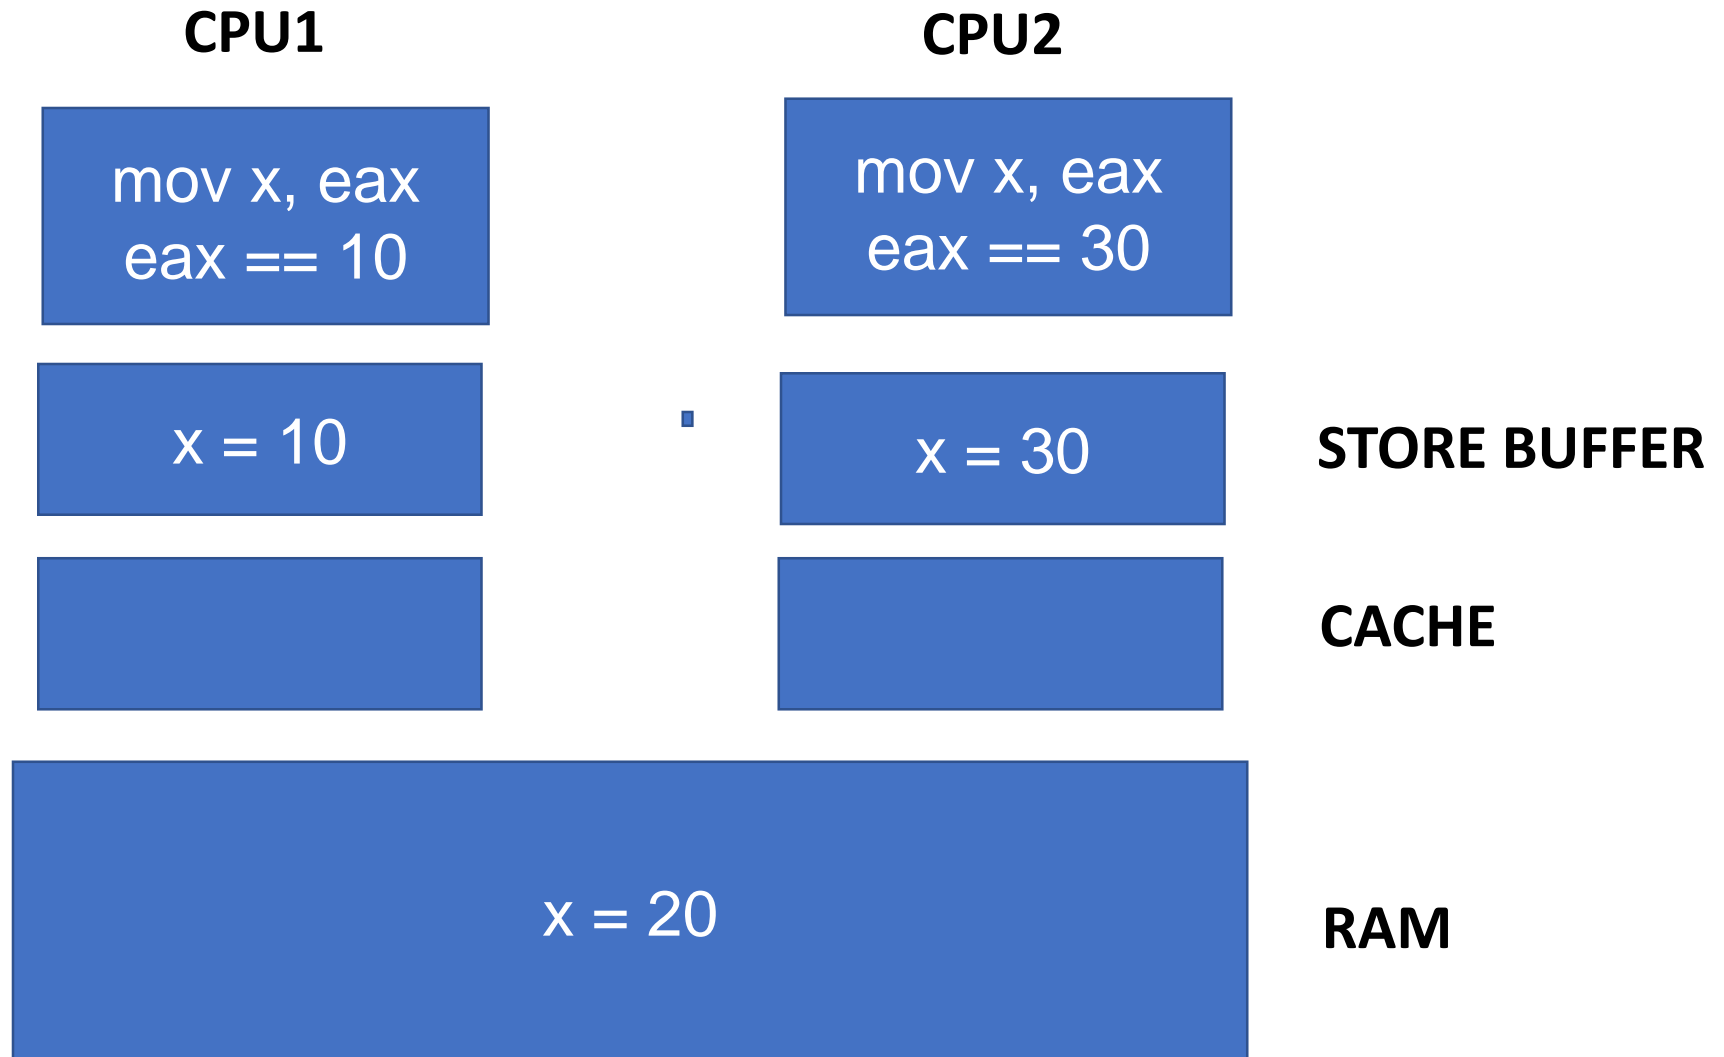 CPU1
CPU2
mov x, eax
eax == 10
mov x, eax
eax == 30
x = 10
x = 30
STORE BUFFER
CACHE
x = 20
RAM